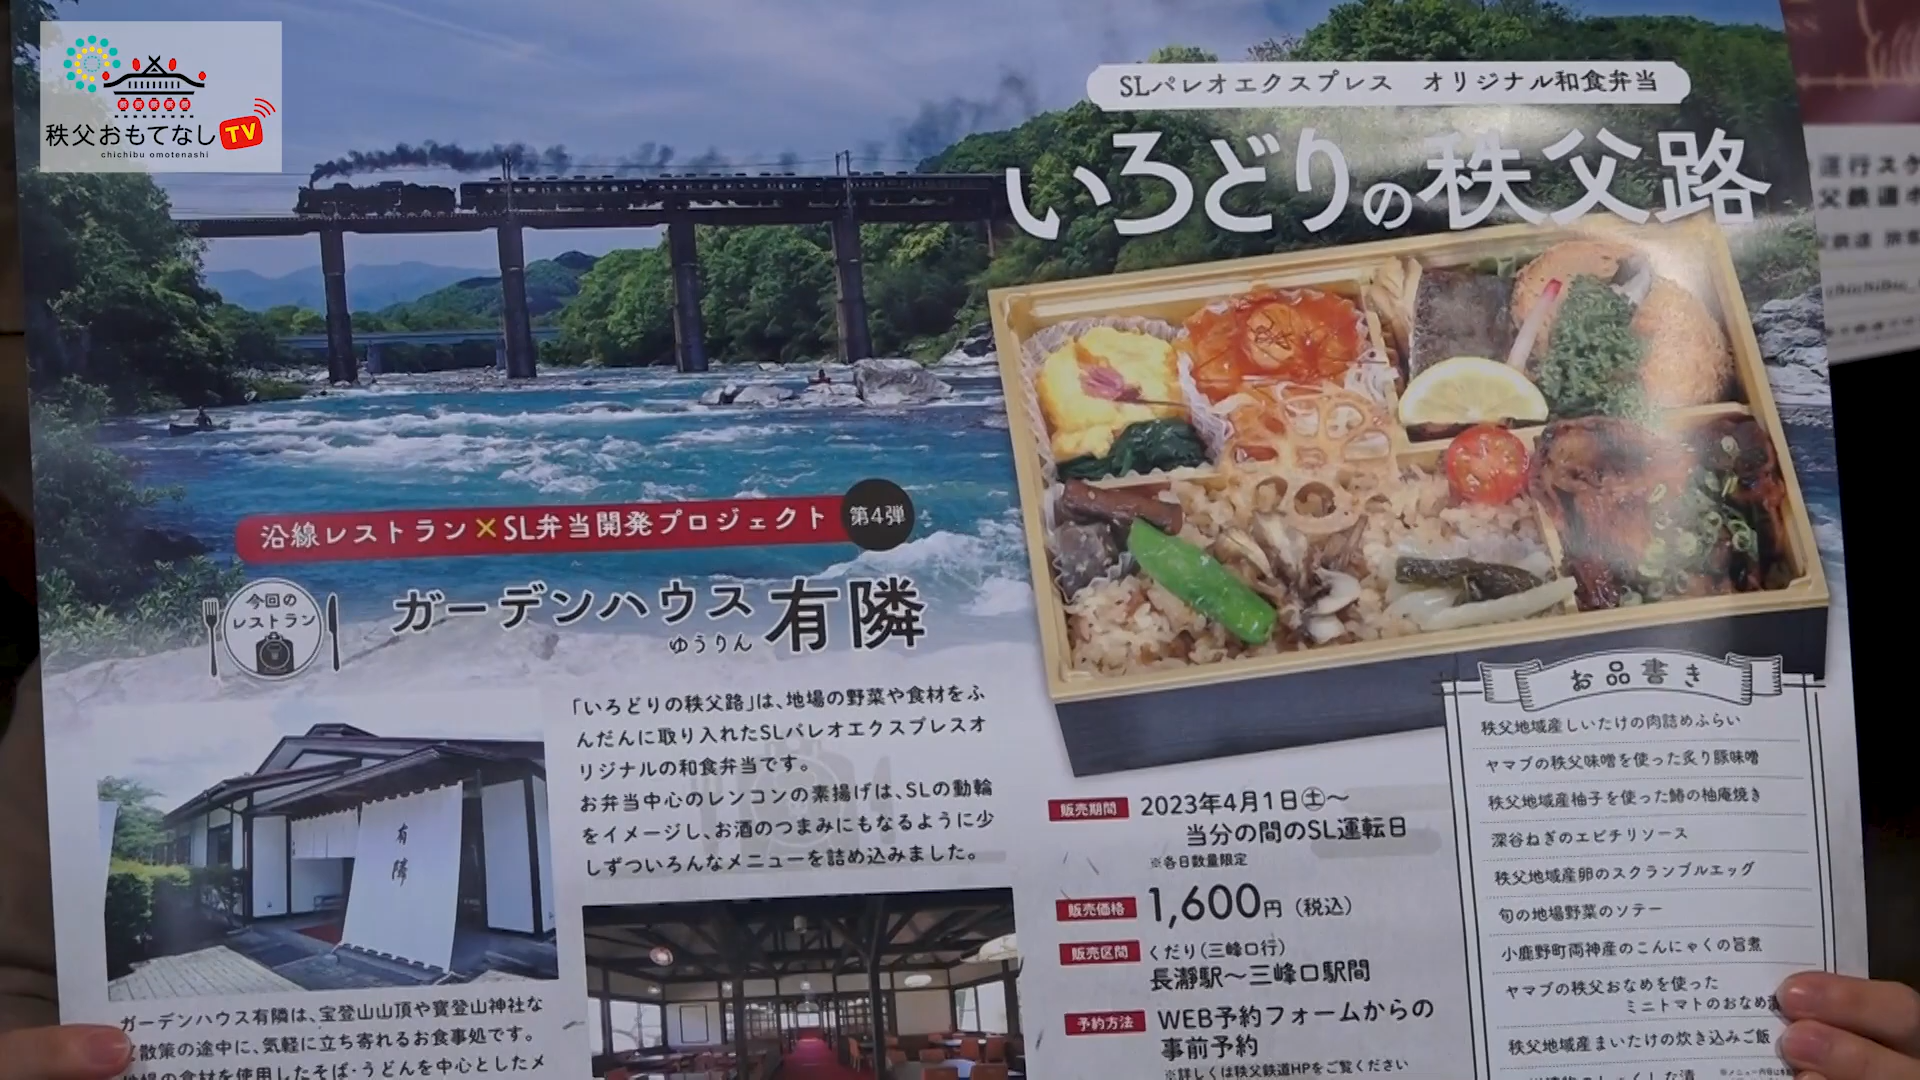 秩父おもてなしTV
chichibu omotenashi
SLパレオエクスプレス オリジナル和食弁当
いろどりの秩父路
沿線レストラン×SL弁当開発プロジェクト 第4弾
今回の
レストラン
ガーデンハウス有隣
ゆうりん
「いろどりの秩父路」は、地場の野菜や食材をふ
んだんに取り入れたSLパレオエクスプレスオ
リジナルの和食弁当です。
お弁当中心のレンコンの素揚げは、SLの動輪
をイメージし、お酒のつまみにもなるように少
しずついろんなメニューを詰め込みました。
有隣
ガーデンハウス有隣は、宝登山山頂や寶登山神社な
散策の途中に、気軽に立ち寄れるお食事処です。
の食材を使用したそば・うどんを中心としたメ
販売期間 2023年4月1日㊏〜
当分の間のSL運転日
※各日数量限定
販売価格 1,600円（税込）
販売区間 くだり（三峰口行）
長瀞駅〜三峰口駅間
予約方法 WEB予約フォームからの
事前予約
※詳しくは秩父鉄道HPをご覧ください
お品書き
秩父地域産しいたけの肉詰めふらい
ヤマブの秩父味噌を使った炙り豚味噌
秩父地域産柚子を使った鰆の柚庵焼き
深谷ねぎのエビチリソース
秩父地域産卵のスクランブルエッグ
旬の地場野菜のソテー
小鹿野町両神産のこんにゃくの旨煮
ヤマブの秩父おなめを使った
ミニトマトのおなめ
秩父地域産まいたけの炊き込みご飯
しゃくしな漬
運行スケ
父鉄道ホ
鉄道 旅客